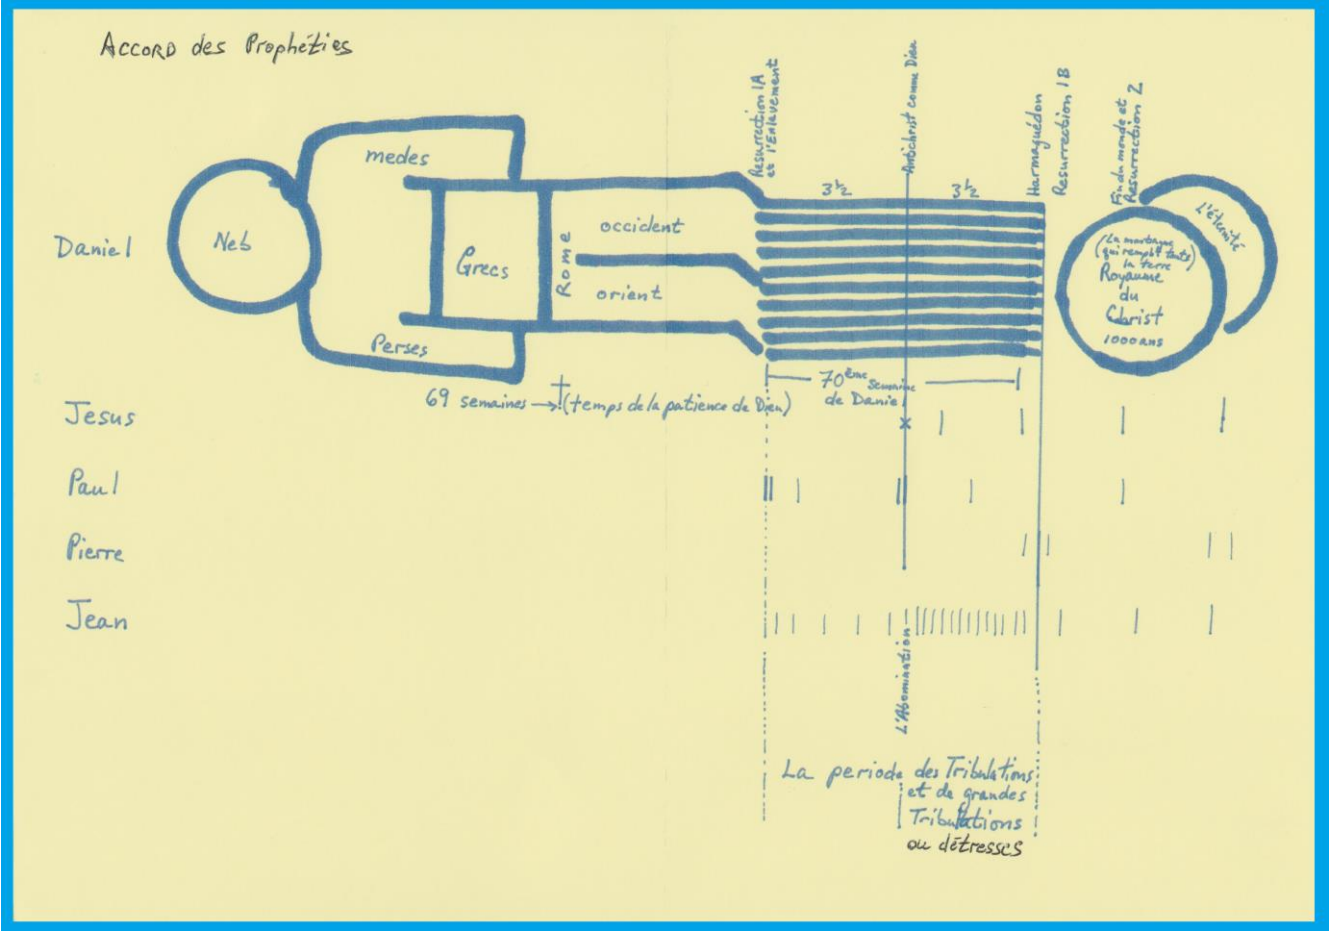 Accord des Prophéties
Resurrection 1A
et l'Enlavement
Antichrist comme Dieu
Harmaguédon
Resurrection 1B
Fin du monde et
Resurrection 2
medes
3½
3½
Daniel
Neb
Grecs
Rome
occident
orient
Perses
(La montagne
qui remplit toute)
la terre
Royaume
du
Christ
1000 ans
L'éternité
69 semaines → † (temps de la patience de Dieu)
70ème Semaine
de Daniel
Jesus
Paul
Pierre
Jean
L'Abomination
La periode des Tribulations
et de grandes
Tribulations
ou détresses